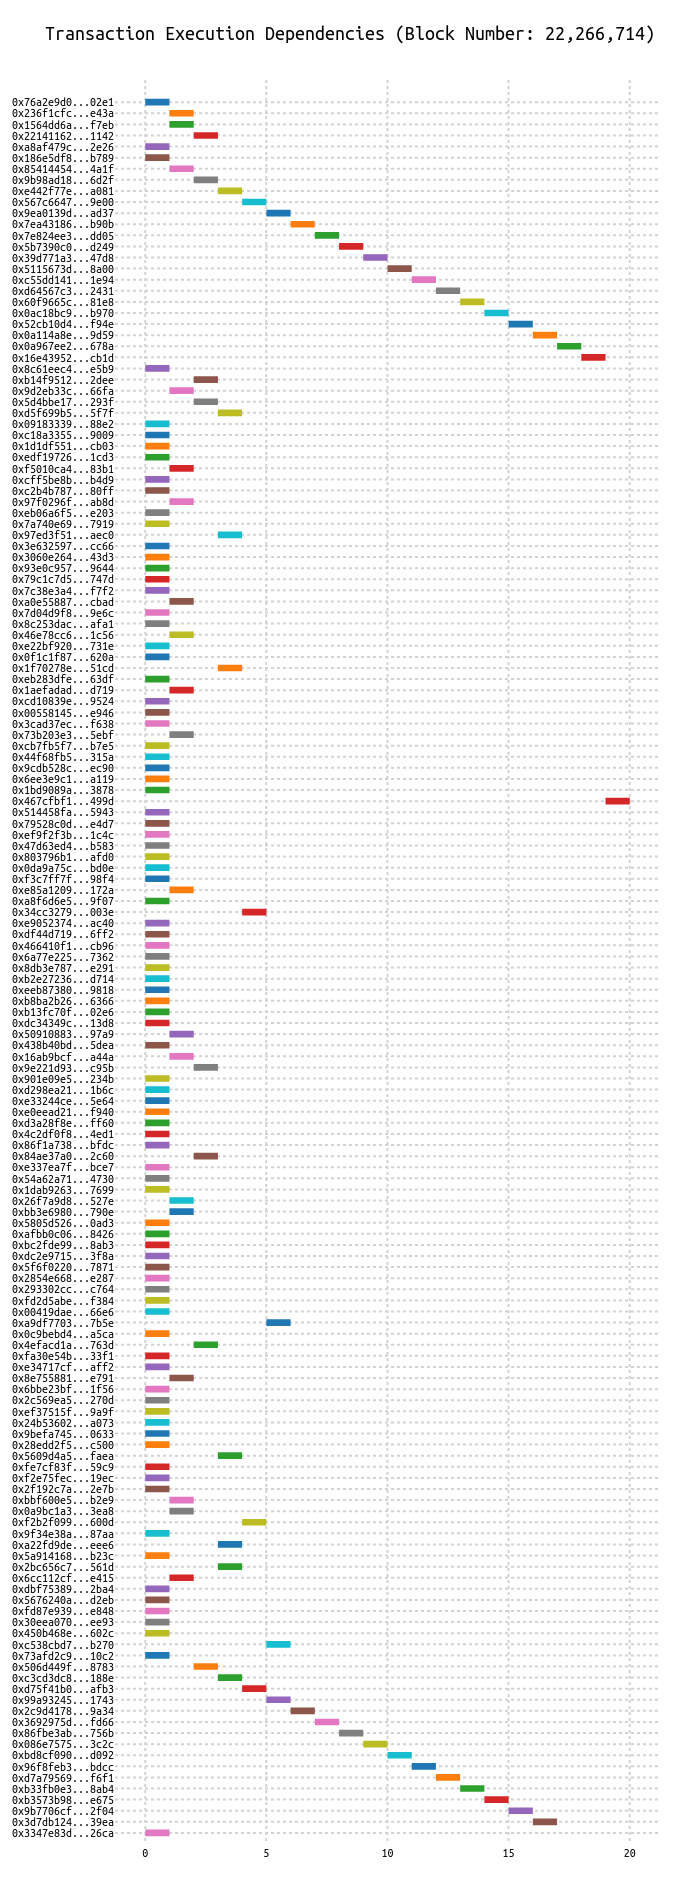 Transaction Execution Dependencies (Block Number: 22,266,714)
0x76a2e9d0...02e1
0x236f1cfc...e43a
0x1564dd6a...f7eb
0x22141162...1142
0xa8af479c...2e26
0x186e5df8...b789
0x85414454...4a1f
0x9b98ad18...6d2f
0xe442f77e...a081
0x567c6647...9e00
0x9ea0139d...ad37
0x7ea43186...b90b
0x7e824ee3...dd05
0x5b7390c0...d249
0x39d771a3...47d8
0x5115673d...8a00
0xc55dd141...1e94
0xd64567c3...2431
0x60f9665c...81e8
0x0ac18bc9...b970
0x52cb10d4...f94e
0x0a114a8e...9d59
0x0a967ee2...678a
0x16e43952...cb1d
0x8c61eec4...e5b9
0xb14f9512...2dee
0x9d2eb33c...66fa
0x5d4bbe17...293f
0xd5f699b5...5f7f
0x09183339...88e2
0xc18a3355...9009
0x1d1df551...cb03
0xedf19726...1cd3
0xf5010ca4...83b1
0xcff5be8b...b4d9
0xc2b4b787...80ff
0x97f0296f...ab8d
0xeb06a6f5...e203
0x7a740e69...7919
0x97ed3f51...aec0
0x3e632597...cc66
0x3060e264...43d3
0x93e0c957...9644
0x79c1c7d5...747d
0x7c38e3a4...f7f2
0xa0e55887...cbad
0x7d04d9f8...9e6c
0x8c253dac...afa1
0x46e78cc6...1c56
0xe22bf920...731e
0x0f1c1f87...620a
0x1f70278e...51cd
0xeb283dfe...63df
0x1aefadad...d719
0xcd10839e...9524
0x00558145...e946
0x3cad37ec...f638
0x73b203e3...5ebf
0xcb7fb5f7...b7e5
0x44f68fb5...315a
0x9cdb528c...ec90
0x6ee3e9c1...a119
0x1bd9089a...3878
0x467cfbf1...499d
0x514458fa...5943
0x79528c0d...e4d7
0xef9f2f3b...1c4c
0x47d63ed4...b583
0x803796b1...afd0
0x0da9a75c...bd0e
0xf3c7ff7f...98f4
0xe85a1209...172a
0xa8f6d6e5...9f07
0x34cc3279...003e
0xe9052374...ac40
0xdf44d719...6ff2
0x466410f1...cb96
0x6a77e225...7362
0x8db3e787...e291
0xb2e27236...d714
0xeeb87380...9818
0xb8ba2b26...6366
0xb13fc70f...02e6
0xdc34349c...13d8
0x50910883...97a9
0x438b40bd...5dea
0x16ab9bcf...a44a
0x9e221d93...c95b
0x901e09e5...234b
0xd298ea21...1b6c
0xe33244ce...5e64
0xe0eead21...f940
0xd3a28f8e...ff60
0x4c2df0f8...4ed1
0x86f1a738...bfdc
0x84ae37a0...2c60
0xe337ea7f...bce7
0x54a62a71...4730
0x1dab9263...7699
0x26f7a9d8...527e
0xbb3e6980...790e
0x5805d526...0ad3
0xafbb0c06...8426
0xbc2fde99...8ab3
0xdc2e9715...3f8a
0x5f6f0220...7871
0x2854e668...e287
0x293302cc...c764
0xfd2d5abe...f384
0x00419dae...66e6
0xa9df7703...7b5e
0x0c9bebd4...a5ca
0x4efacd1a...763d
0xfa30e54b...33f1
0xe34717cf...aff2
0x8e755881...e791
0x6bbe23bf...1f56
0x2c569ea5...270d
0xef37515f...9a9f
0x24b53602...a073
0x9befa745...0633
0x28edd2f5...c500
0x5609d4a5...faea
0xfe7cf83f...59c9
0xf2e75fec...19ec
0x2f192c7a...2e7b
0xbbf600e5...b2e9
0x0a9bc1a3...3ea8
0xf2b2f099...600d
0x9f34e38a...87aa
0xa22fd9de...eee6
0x5a914168...b23c
0x2bc656c7...561d
0x6cc112cf...e415
0xdbf75389...2ba4
0x5676240a...d2eb
0xfd87e939...e848
0x30eea070...ee93
0x450b468e...602c
0xc538cbd7...b270
0x73afd2c9...10c2
0x506d449f...8783
0xc3cd3dc8...188e
0xd75f41b0...afb3
0x99a93245...1743
0x2c9d4178...9a34
0x3692975d...fd66
0x86fbe3ab...756b
0x086e7575...3c2c
0xbd8cf090...d092
0x96f8feb3...bdcc
0xd7a79569...f6f1
0xb33fb0e3...8ab4
0xb3573b98...e675
0x9b7706cf...2f04
0x3d7db124...39ea
0x3347e83d...26ca
0 5 10 15 20